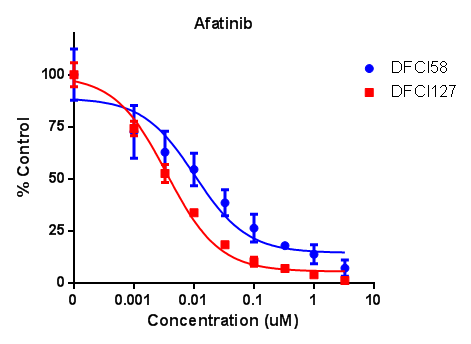 Afatinib
DFCI58
DFCI127
% Control
100
75
50
25
0
0 0.001 0.01 0.1 1 10
Concentration (uM)